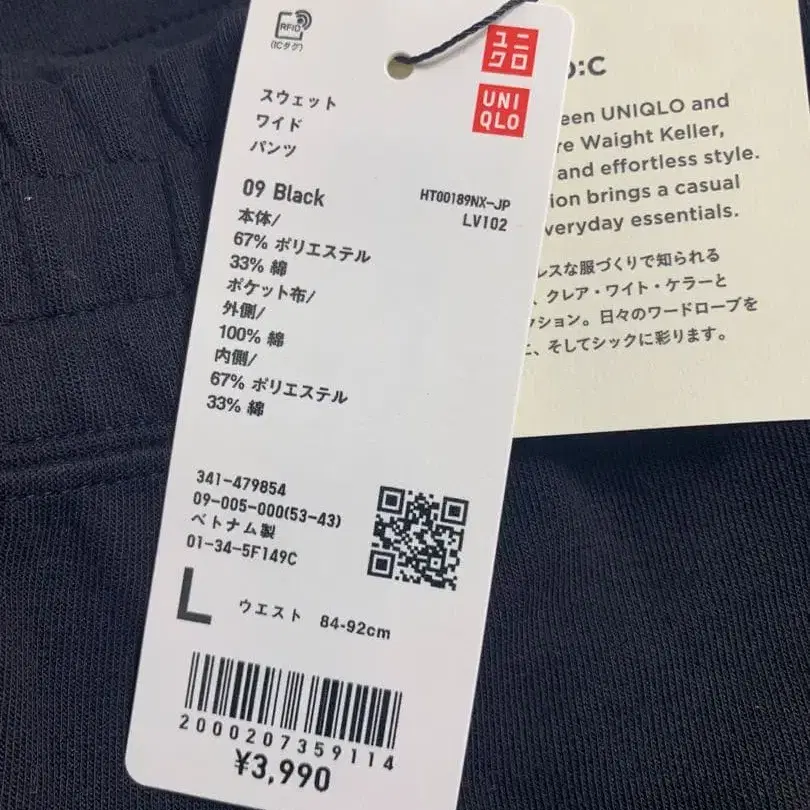 RFID
(ICタグ)
ユニ
クロ
UNI
QLO
スウェット
ワイド
パンツ
09 Black
HT00189NX-JP
LV102
本体/
67% ポリエステル
33% 綿
ポケット布/
外側/
100% 綿
内側/
67% ポリエステル
33% 綿
341-479854
09-005-000(53-43)
ベトナム製
01-34-5F149C
L ウエスト 84-92cm
2000207359114
¥3,990
:C
UNIQLO and
Waight Keller,
and effortless style.
brings a casual
everyday essentials.
な服づくりで知られる
、クレア・ワイト・ケラーと
ション。日々のワードローブを
、そしてシックに彩ります。